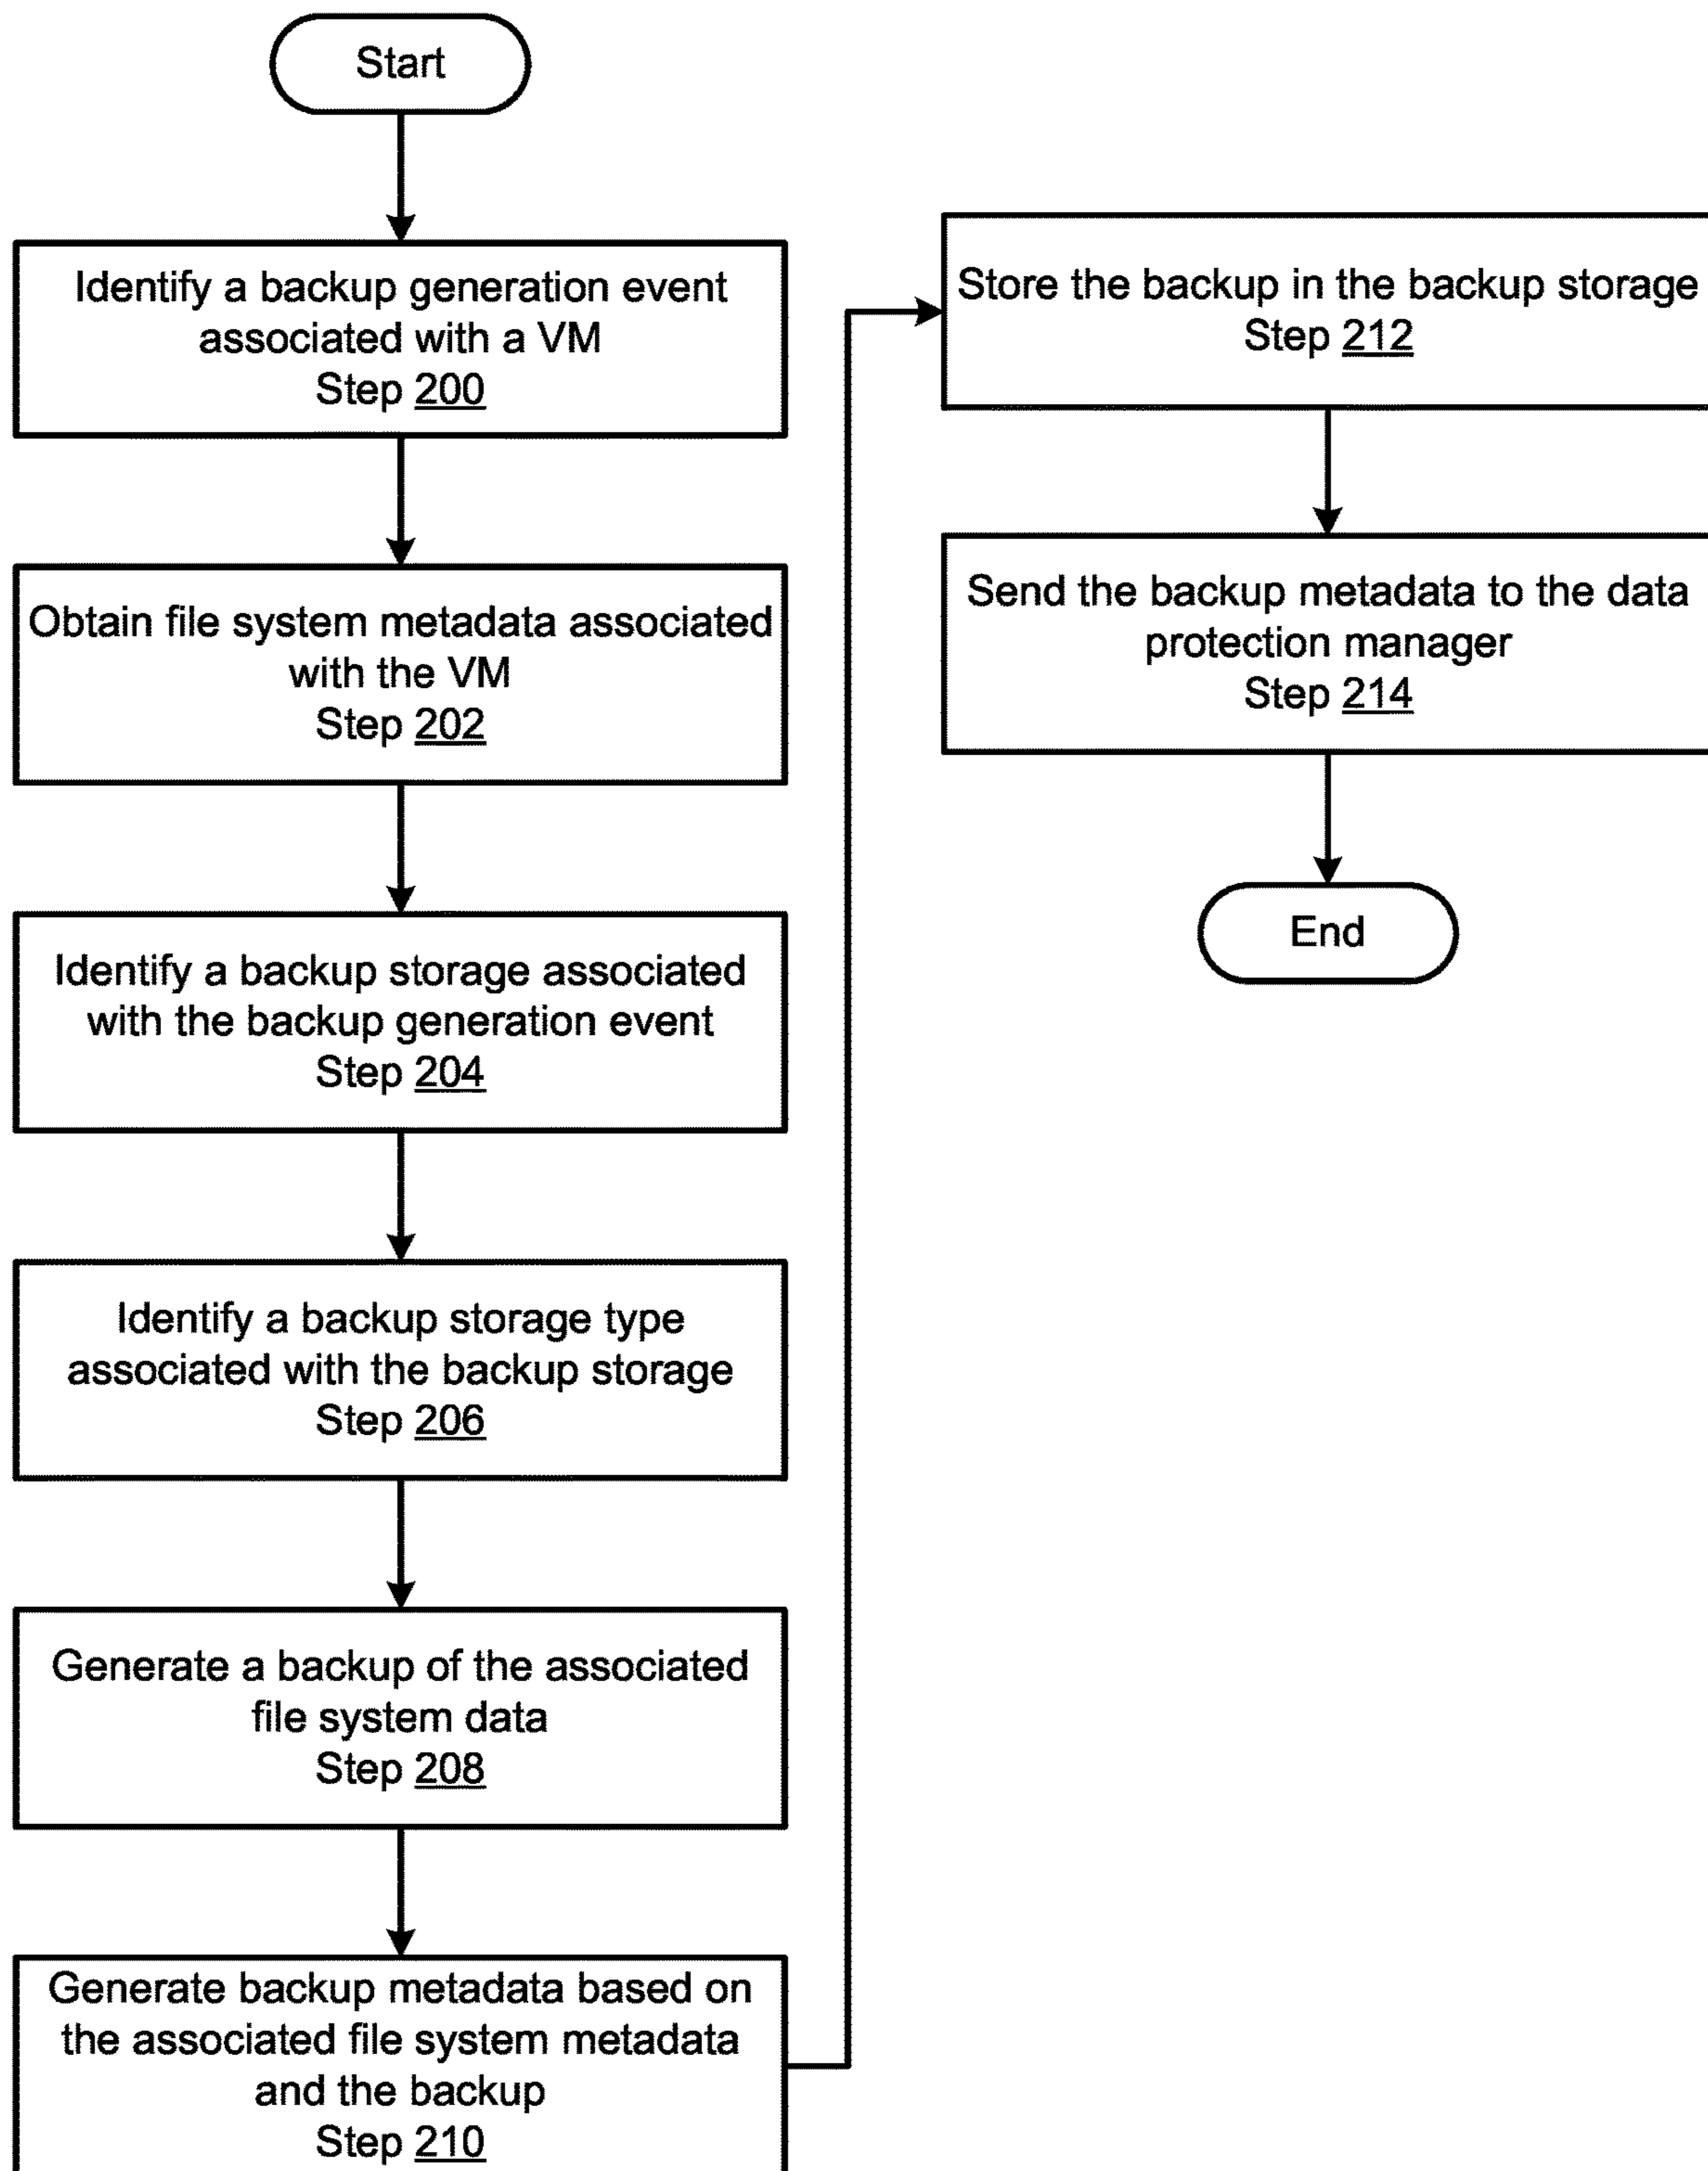 Start
Identify a backup generation event
associated with a VM
Step 200
Obtain file system metadata associated
with the VM
Step 202
Identify a backup storage associated
with the backup generation event
Step 204
Identify a backup storage type
associated with the backup storage
Step 206
Generate a backup of the associated
file system data
Step 208
Generate backup metadata based on
the associated file system metadata
and the backup
Step 210
Store the backup in the backup storage
Step 212
Send the backup metadata to the data
protection manager
Step 214
End